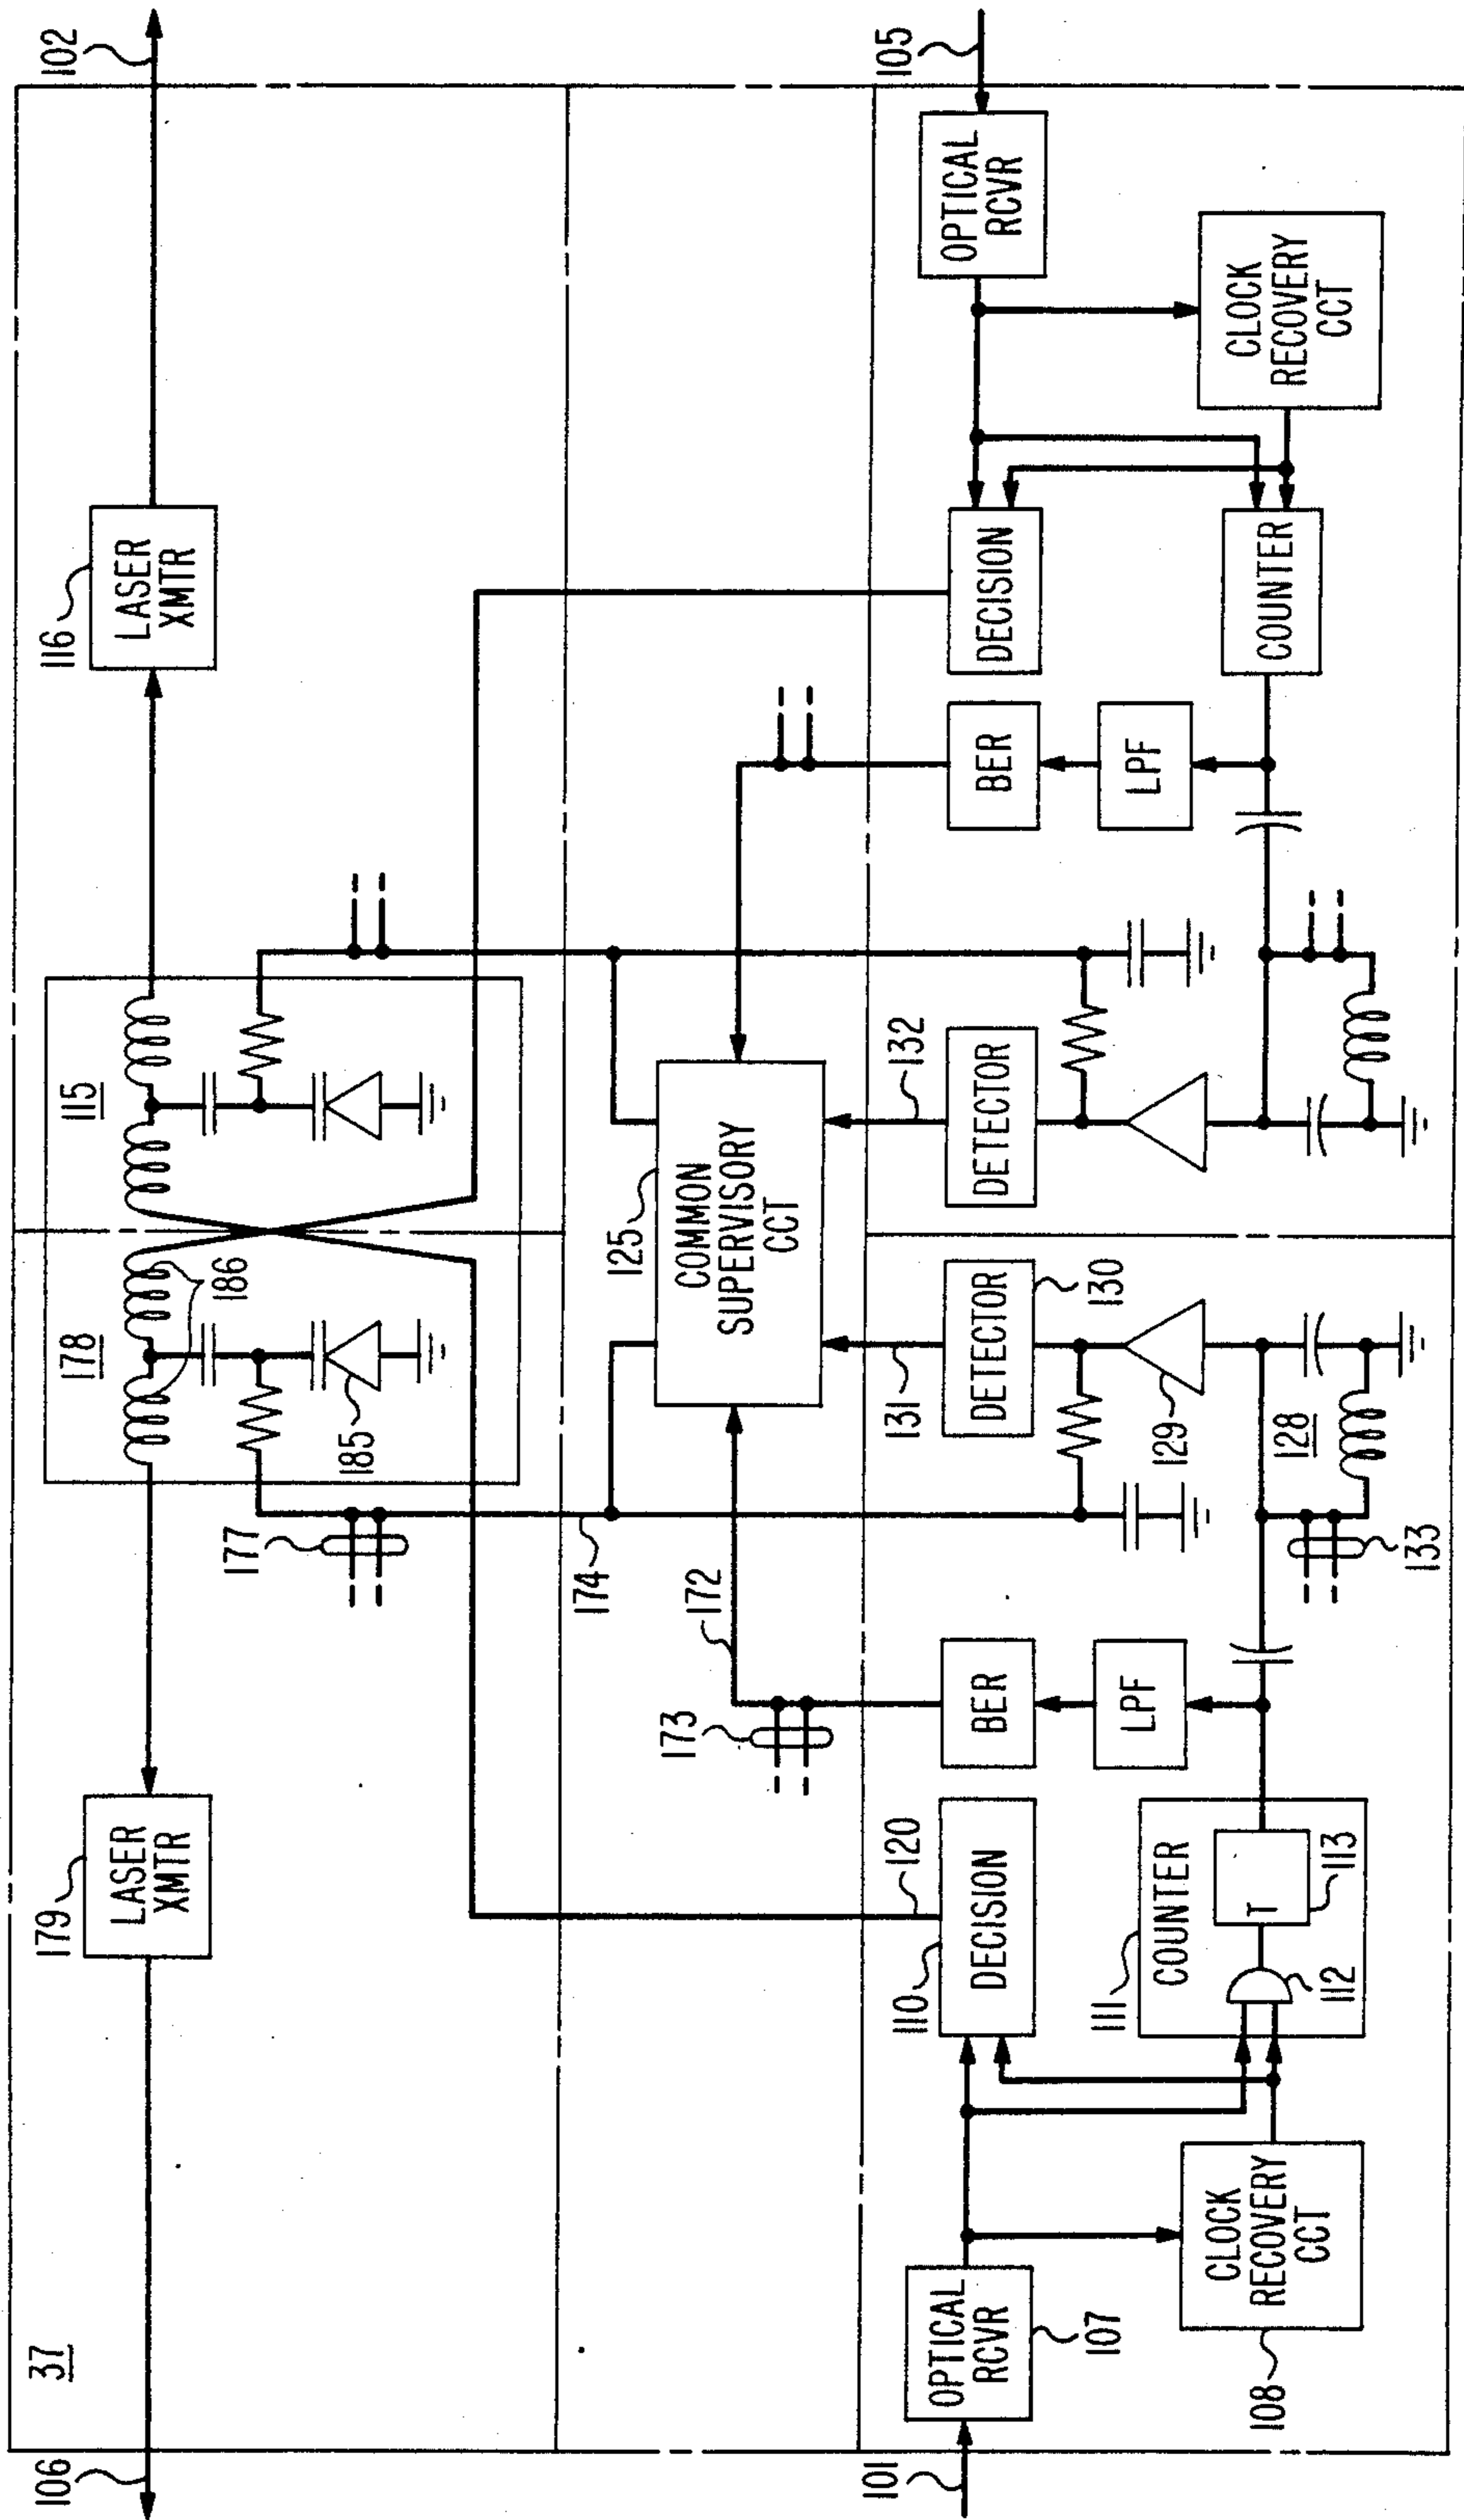 37
106
179
LASER
XMTR
178
186
185
115
116
LASER
XMTR
102
177
174
172
173
125
COMMON
SUPERVISORY
CCT
131
132
101
OPTICAL
RCVR
107
108
CLOCK
RECOVERY
CCT
110
DECISION
120
111
COUNTER
T
112
113
BER
LPF
133
128
129
DETECTOR
130
DETECTOR
BER
LPF
DECISION
COUNTER
OPTICAL
RCVR
CLOCK
RECOVERY
CCT
105